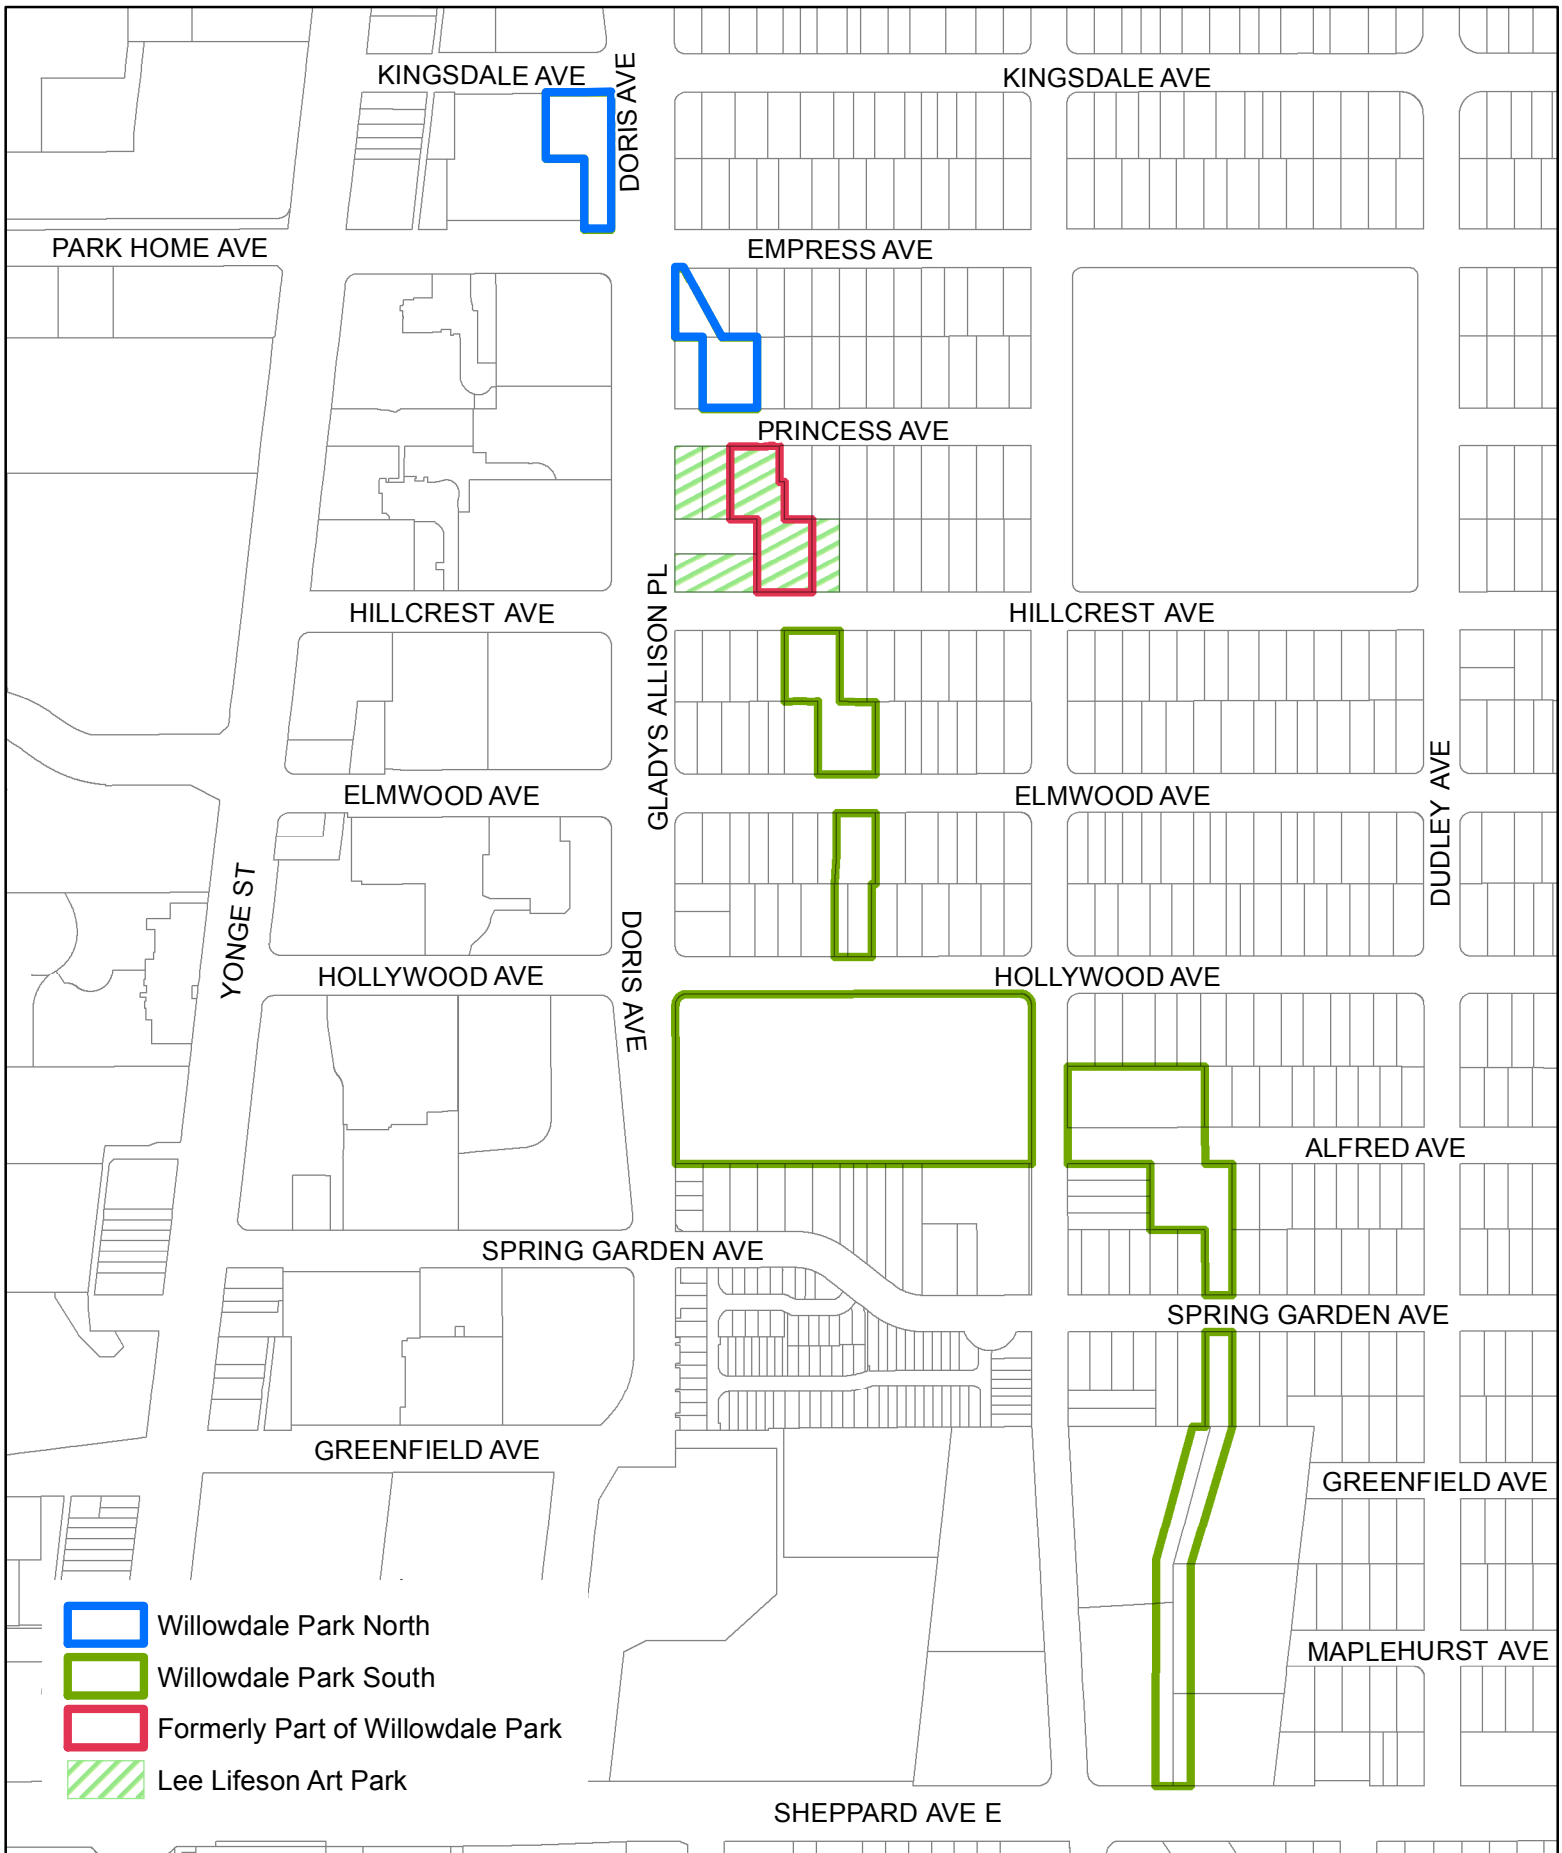 KINGSDALE AVE
KINGSDALE AVE
DORIS AVE
PARK HOME AVE
EMPRESS AVE
PRINCESS AVE
HILLCREST AVE
HILLCREST AVE
GLADYS ALLISON PL
ELMWOOD AVE
ELMWOOD AVE
DUDLEY AVE
YONGE ST
DORIS AVE
HOLLYWOOD AVE
HOLLYWOOD AVE
ALFRED AVE
SPRING GARDEN AVE
SPRING GARDEN AVE
GREENFIELD AVE
GREENFIELD AVE
Willowdale Park North
MAPLEHURST AVE
Willowdale Park South
Formerly Part of Willowdale Park
Lee Lifeson Art Park
SHEPPARD AVE E